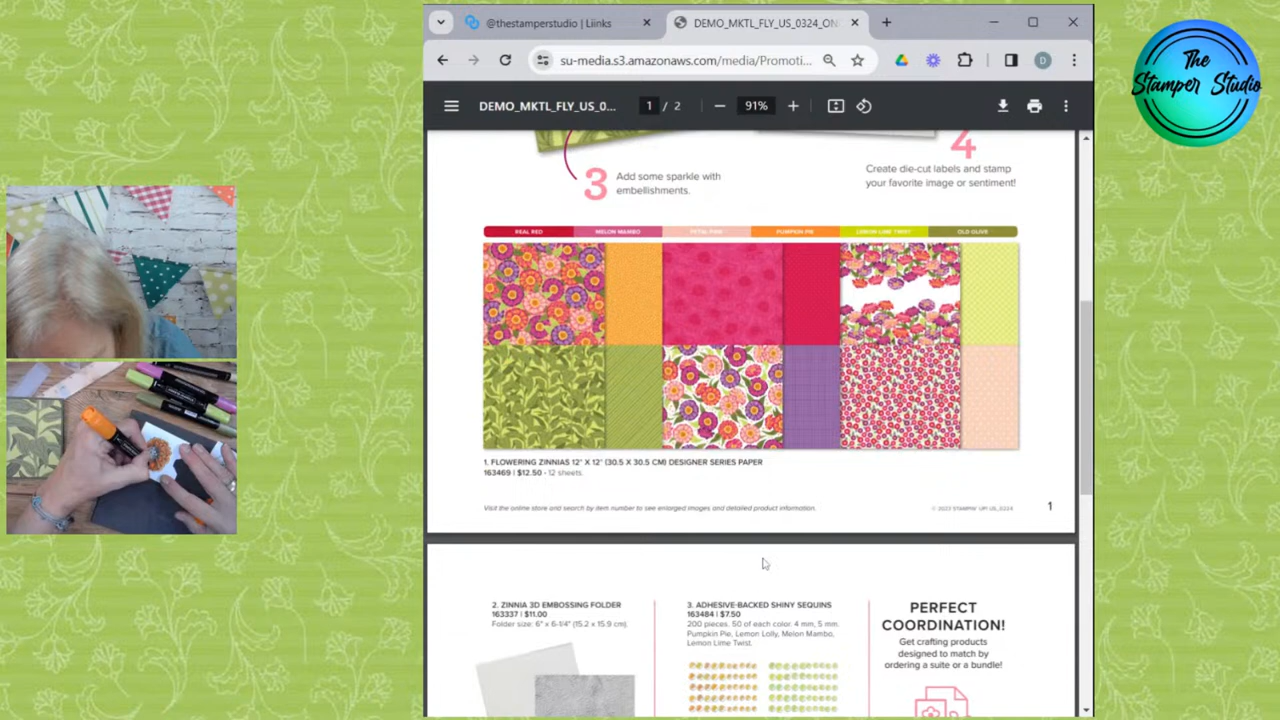 @thestamperstudio | Liinks
DEMO_MKTL_FLY_US_0324_ON
su-media.s3.amazonaws.com/media/Promoti...
DEMO_MKTL_FLY_US_0...
1 / 2
91%
The
Stamper Studio
D
3
Add some sparkle with
embellishments.
4
Create die-cut labels and stamp
your favorite image or sentiment!
REAL RED
MELON MAMBO
PETAL PINK
PUMPKIN PIE
LEMON LIME TWIST
OLD OLIVE
1. FLOWERING ZINNIAS 12" X 12" (30.5 X 30.5 CM) DESIGNER SERIES PAPER
163469 | $12.50 - 12 sheets.
Visit the online store and search by item number to see enlarged images and detailed product information.
© 2023 STAMPIN' UP! US_0324
1
2. ZINNIA 3D EMBOSSING FOLDER
163337 | $11.00
Folder size: 6" x 6-1/4" (15.2 x 15.9 cm).
3. ADHESIVE-BACKED SHINY SEQUINS
163484 | $7.50
200 pieces. 50 of each color. 4 mm, 5 mm.
Pumpkin Pie, Lemon Lolly, Melon Mambo,
Lemon Lime Twist.
PERFECT
COORDINATION!
Get crafting products
designed to match by
ordering a suite or a bundle!